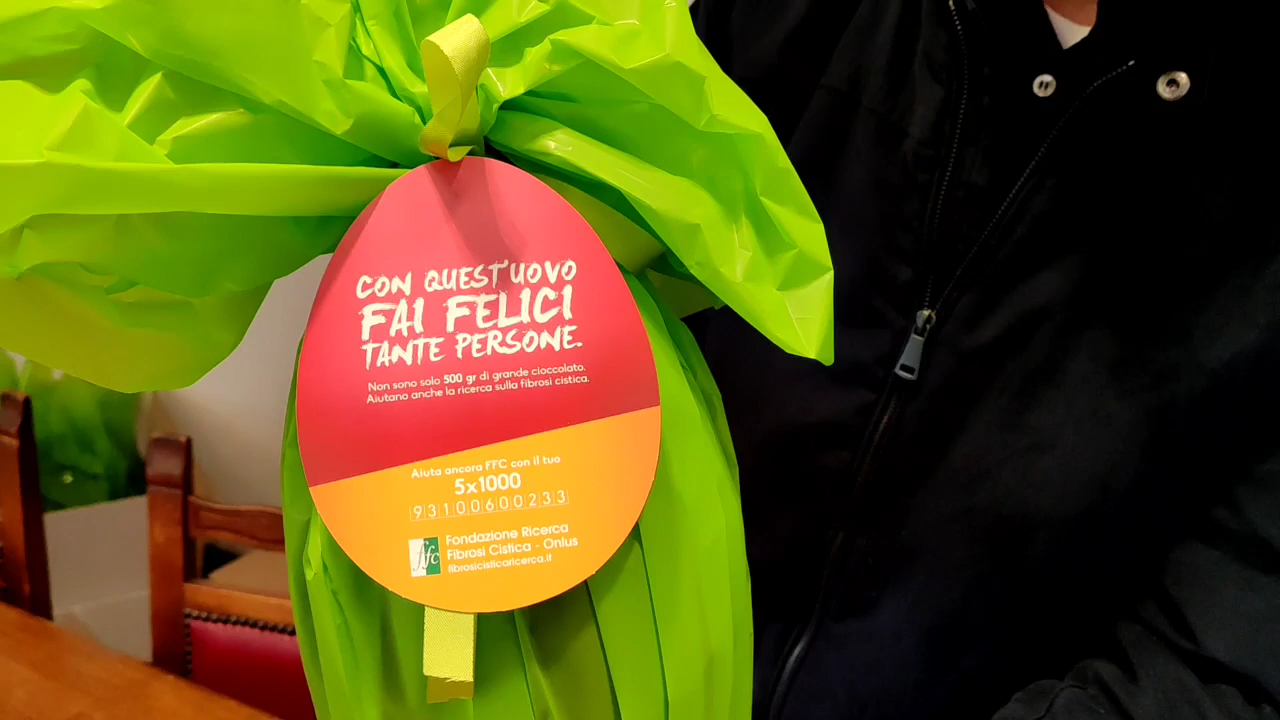 CON QUEST'UOVO
FAI FELICI
TANTE PERSONE.
Non sono solo 500 gr di grande cioccolato.
Aiutano anche la ricerca sulla fibrosi cistica.
Aiuta ancora FFC con il tuo
5x1000
93100600233
ffc
Fondazione Ricerca
Fibrosi Cistica - Onlus
fibrosicisticaricerca.it